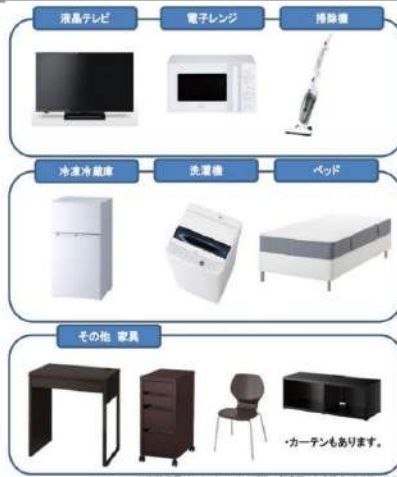 液晶テレビ
電子レンジ
掃除機
冷凍冷蔵庫
洗濯機
ベッド
その他 家具
・カーテンもあります。